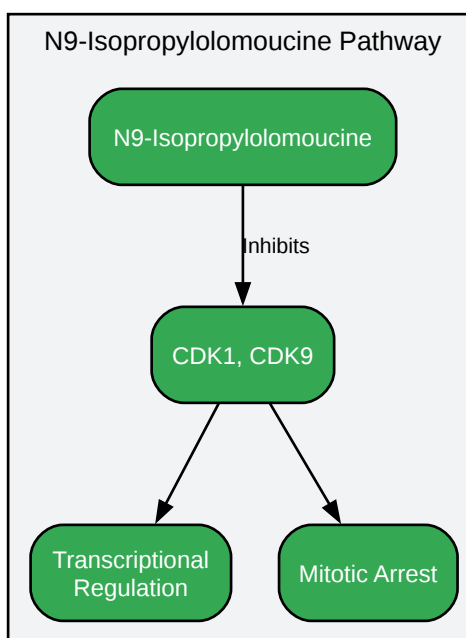 N9-Isopropylolomoucine Pathway
N9-Isopropylolomoucine
Inhibits
CDK1, CDK9
Transcriptional
Regulation
Mitotic Arrest